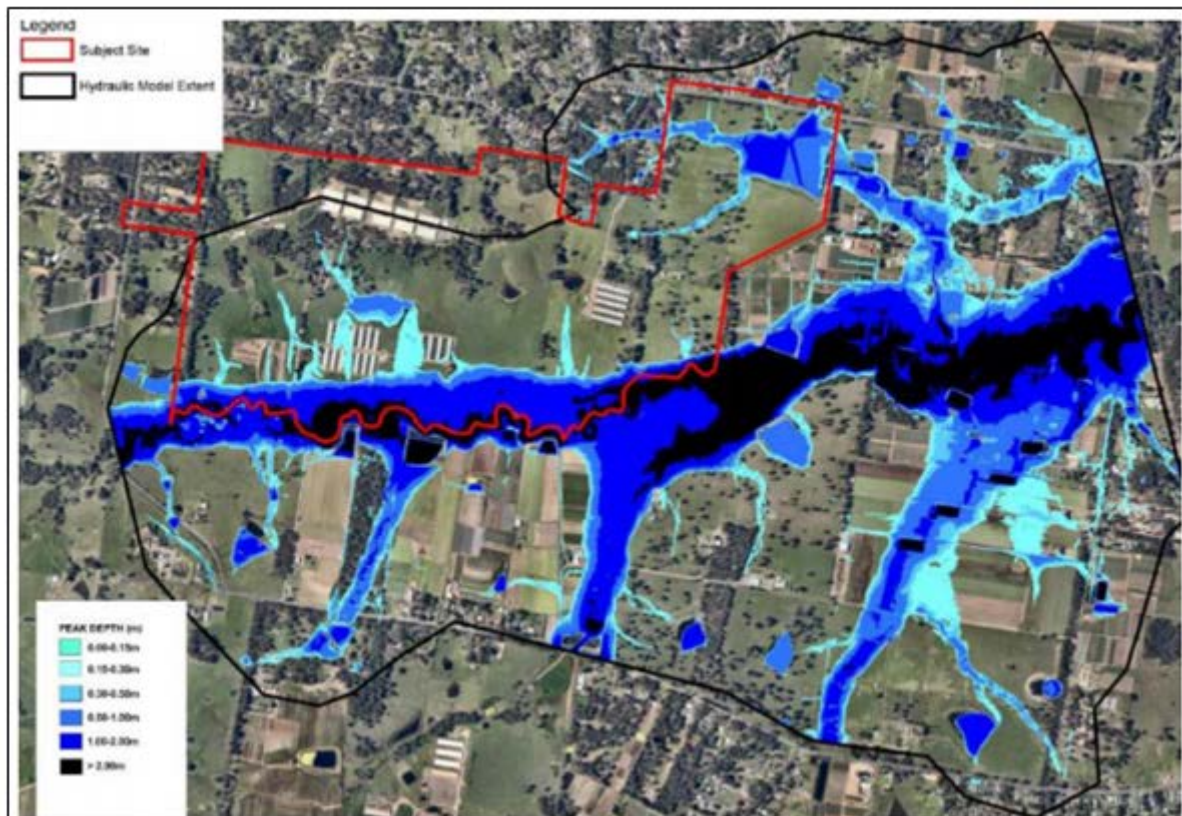 Legend
Subject Site
Hydraulic Model Extent
PEAK DEPTH (m)
0.00-0.15m
0.15-0.30m
0.30-0.50m
0.50-1.00m
1.00-2.00m
> 2.00m